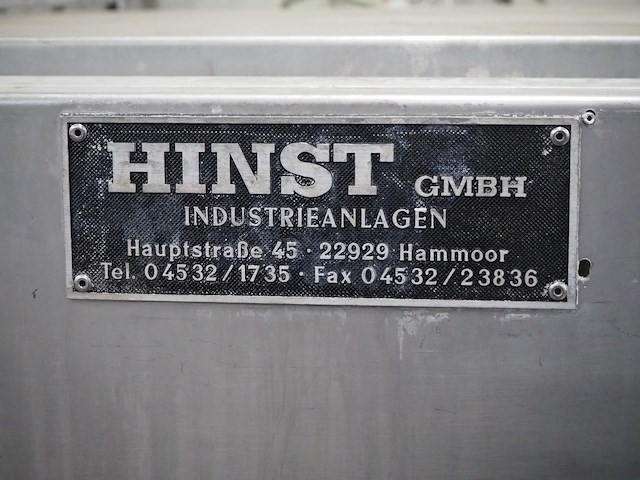 HINST GMBH
INDUSTRIEANLAGEN
Hauptstraße 45 · 22929 Hammoor
Tel. 04532/1735 · Fax 04532/23836